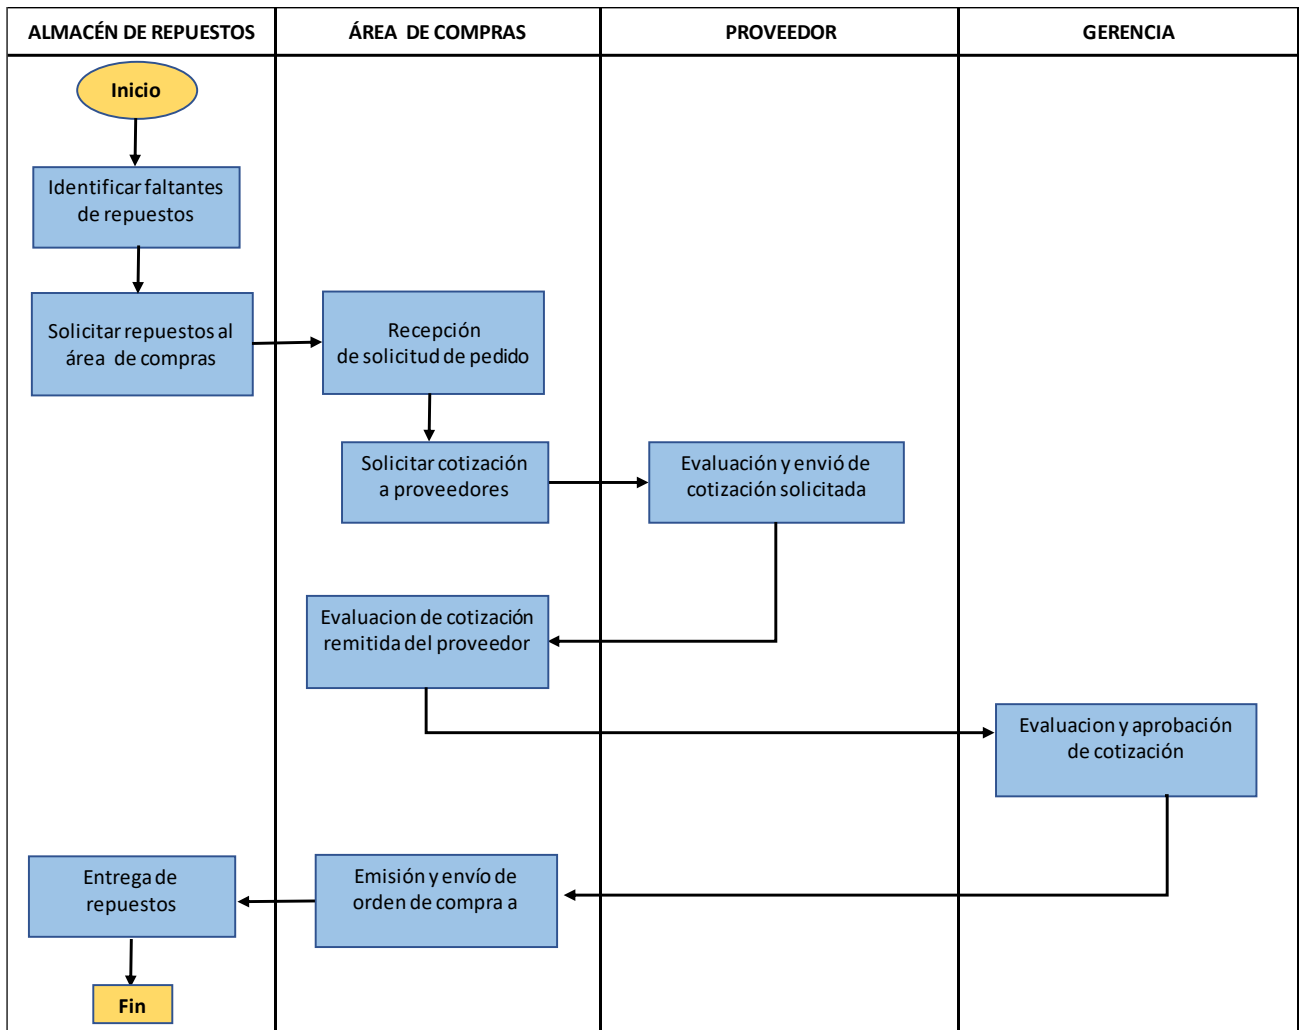 ALMACÉN DE REPUESTOS
ÁREA DE COMPRAS
PROVEEDOR
GERENCIA
Inicio
Identificar faltantes
de repuestos
Solicitar repuestos al
área de compras
Recepción
de solicitud de pedido
Solicitar cotización
a proveedores
Evaluación y envió de
cotización solicitada
Evaluacion de cotización
remitida del proveedor
Evaluacion y aprobación
de cotización
Emisión y envío de
orden de compra a
Entrega de
repuestos
Fin